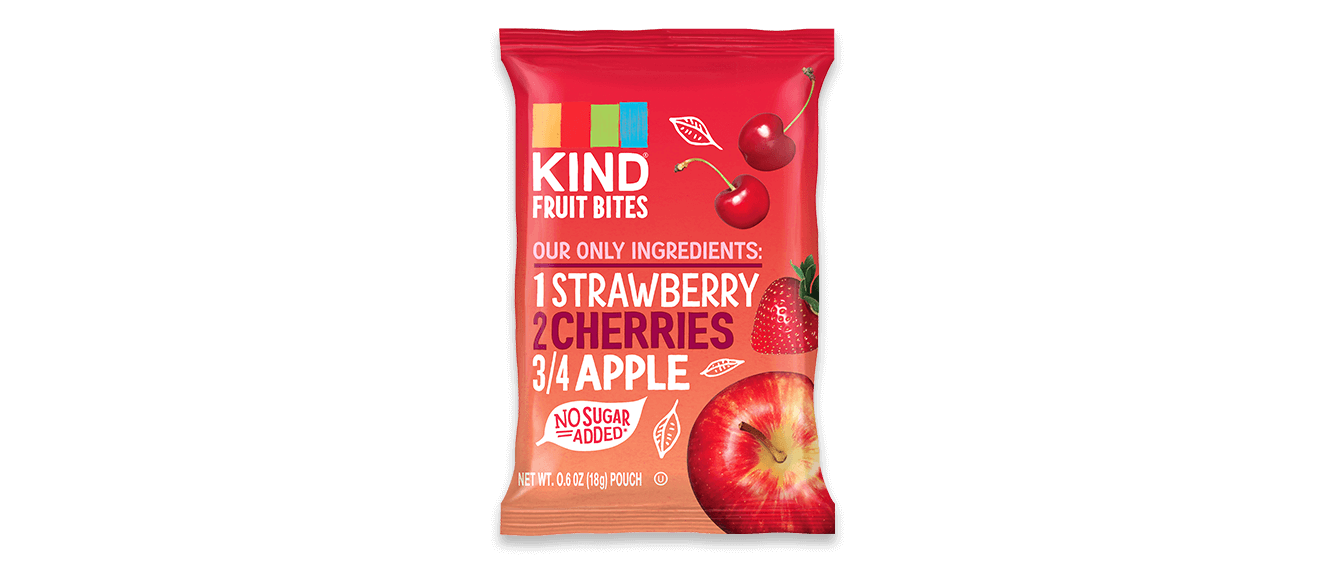 KIND®
FRUIT BITES
OUR ONLY INGREDIENTS:
1 STRAWBERRY
2 CHERRIES
3/4 APPLE
NO SUGAR
ADDED*
NET WT. 0.6 OZ (18g) POUCH Ⓤ